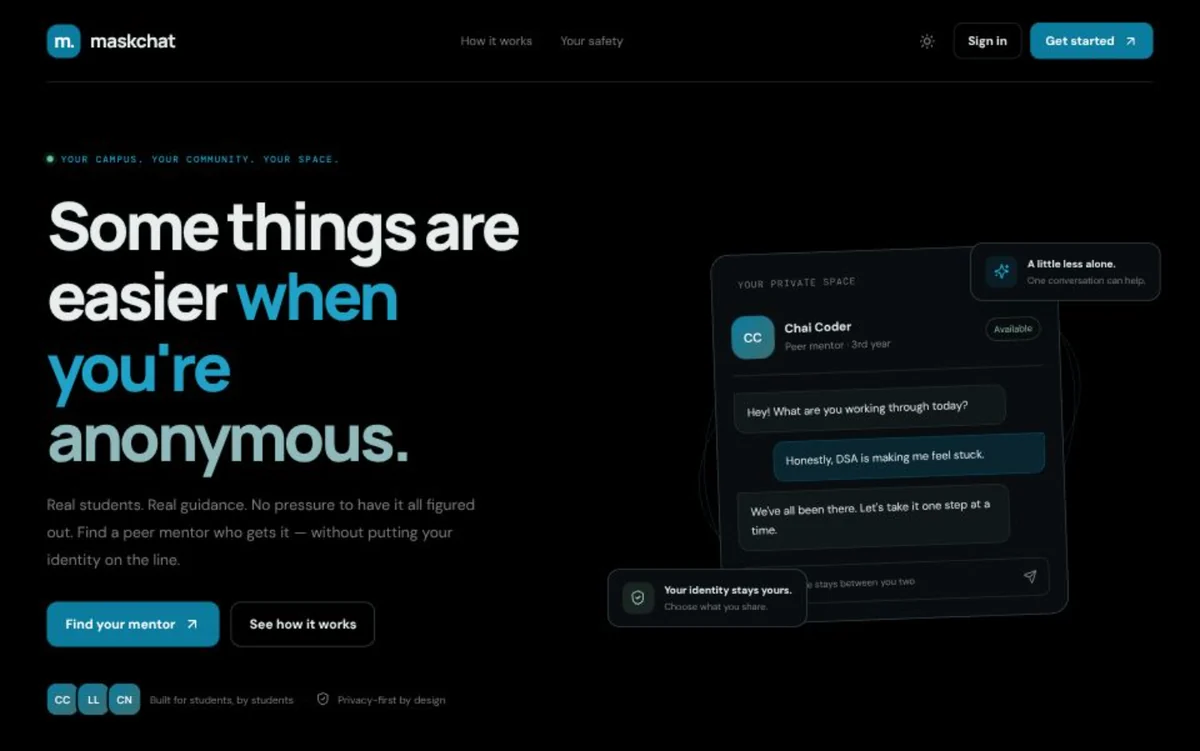 m. maskchat
How it works
Your safety
Sign in
Get started
YOUR CAMPUS. YOUR COMMUNITY. YOUR SPACE.
Some things are
easier when
you're
anonymous.
Real students. Real guidance. No pressure to have it all figured
out. Find a peer mentor who gets it — without putting your
identity on the line.
Find your mentor
See how it works
CC LL CN
Built for students, by students
Privacy-first by design
A little less alone.
One conversation can help.
YOUR PRIVATE SPACE
CC
Chai Coder
Peer mentor · 3rd year
Available
Hey! What are you working through today?
Honestly, DSA is making me feel stuck.
We've all been there. Let's take it one step at a
time.
stays between you two
Your identity stays yours.
Choose what you share.